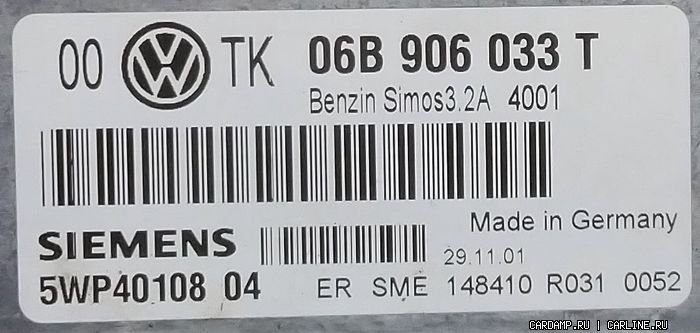 00 VW TK 06B 906 033 T
Benzin Simos3.2A 4001
Made in Germany
SIEMENS 29.11.01
5WP40108 04 ER SME 148410 R031 0052
CARDAMP.RU | CARLINE.RU